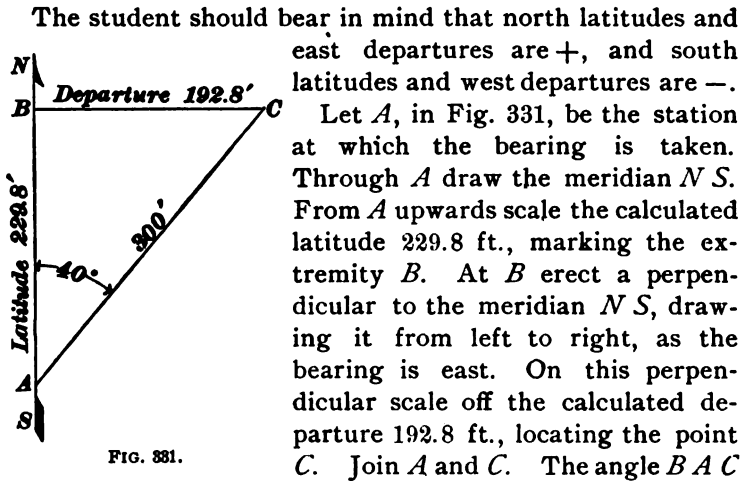 The student should bear in mind that north latitudes and
east departures are +, and south
latitudes and west departures are −.
Let A, in Fig. 331, be the station
at which the bearing is taken.
Through A draw the meridian N S.
From A upwards scale the calculated
latitude 229.8 ft., marking the ex-
tremity B. At B erect a perpen-
dicular to the meridian N S, draw-
ing it from left to right, as the
bearing is east. On this perpen-
dicular scale off the calculated de-
parture 192.8 ft., locating the point
C. Join A and C. The angle B A C
N
Departure 192.8′
B
C
Latitude 229.8′
300′
40°
A
S
FIG. 331.